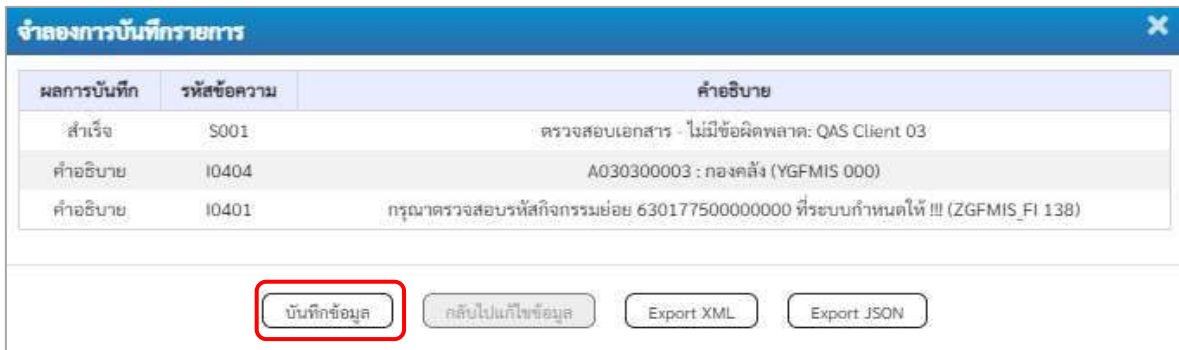 จำลองการบันทึกรายการ
ผลการบันทึก รหัสข้อความ คำอธิบาย
สำเร็จ S001 ตรวจสอบเอกสาร - ไม่มีข้อผิดพลาด: QAS Client 03
คำอธิบาย I0404 A030300003 : กองคลัง (YGFMIS 000)
คำอธิบาย I0401 กรุณาตรวจสอบรหัสกิจกรรมย่อย 630177500000000 ที่ระบบกำหนดให้ !!! (ZGFMIS_FI 138)
บันทึกข้อมูล กลับไปแก้ไขข้อมูล Export XML Export JSON